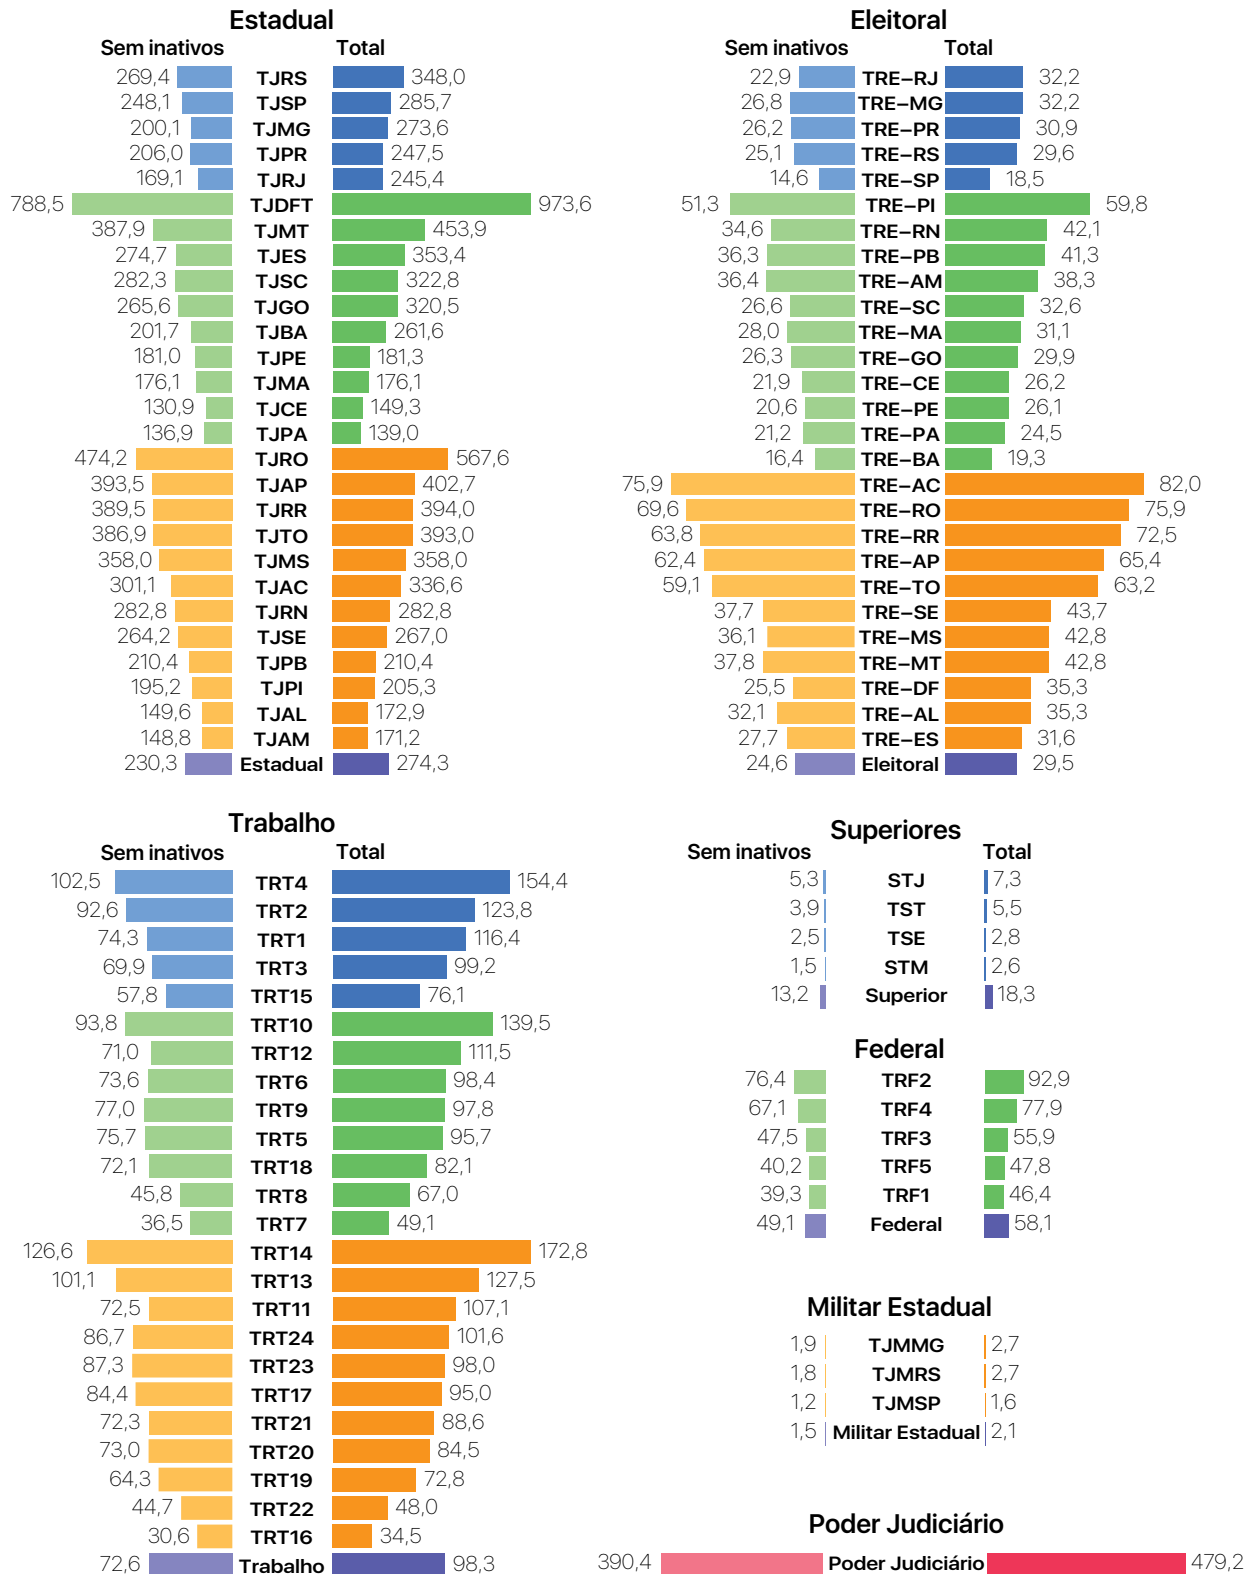 Estadual
Sem inativos Total
269,4 TJRS 348,0
248,1 TJSP 285,7
200,1 TJMG 273,6
206,0 TJPR 247,5
169,1 TJRJ 245,4
788,5 TJDFT 973,6
387,9 TJMT 453,9
274,7 TJES 353,4
282,3 TJSC 322,8
265,6 TJGO 320,5
201,7 TJBA 261,6
181,0 TJPE 181,3
176,1 TJMA 176,1
130,9 TJCE 149,3
136,9 TJPA 139,0
474,2 TJRO 567,6
393,5 TJAP 402,7
389,5 TJRR 394,0
386,9 TJTO 393,0
358,0 TJMS 358,0
301,1 TJAC 336,6
282,8 TJRN 282,8
264,2 TJSE 267,0
210,4 TJPB 210,4
195,2 TJPI 205,3
149,6 TJAL 172,9
148,8 TJAM 171,2
230,3 Estadual 274,3
Eleitoral
Sem inativos Total
22,9 TRE–RJ 32,2
26,8 TRE–MG 32,2
26,2 TRE–PR 30,9
25,1 TRE–RS 29,6
14,6 TRE–SP 18,5
51,3 TRE–PI 59,8
34,6 TRE–RN 42,1
36,3 TRE–PB 41,3
36,4 TRE–AM 38,3
26,6 TRE–SC 32,6
28,0 TRE–MA 31,1
26,3 TRE–GO 29,9
21,9 TRE–CE 26,2
20,6 TRE–PE 26,1
21,2 TRE–PA 24,5
16,4 TRE–BA 19,3
75,9 TRE–AC 82,0
69,6 TRE–RO 75,9
63,8 TRE–RR 72,5
62,4 TRE–AP 65,4
59,1 TRE–TO 63,2
37,7 TRE–SE 43,7
36,1 TRE–MS 42,8
37,8 TRE–MT 42,8
25,5 TRE–DF 35,3
32,1 TRE–AL 35,3
27,7 TRE–ES 31,6
24,6 Eleitoral 29,5
Trabalho
Sem inativos Total
102,5 TRT4 154,4
92,6 TRT2 123,8
74,3 TRT1 116,4
69,9 TRT3 99,2
57,8 TRT15 76,1
93,8 TRT10 139,5
71,0 TRT12 111,5
73,6 TRT6 98,4
77,0 TRT9 97,8
75,7 TRT5 95,7
72,1 TRT18 82,1
45,8 TRT8 67,0
36,5 TRT7 49,1
126,6 TRT14 172,8
101,1 TRT13 127,5
72,5 TRT11 107,1
86,7 TRT24 101,6
87,3 TRT23 98,0
84,4 TRT17 95,0
72,3 TRT21 88,6
73,0 TRT20 84,5
64,3 TRT19 72,8
44,7 TRT22 48,0
30,6 TRT16 34,5
72,6 Trabalho 98,3
Superiores
Sem inativos Total
5,3 STJ 7,3
3,9 TST 5,5
2,5 TSE 2,8
1,5 STM 2,6
13,2 Superior 18,3
Federal
76,4 TRF2 92,9
67,1 TRF4 77,9
47,5 TRF3 55,9
40,2 TRF5 47,8
39,3 TRF1 46,4
49,1 Federal 58,1
Militar Estadual
1,9 TJMMG 2,7
1,8 TJMRS 2,7
1,2 TJMSP 1,6
1,5 Militar Estadual 2,1
Poder Judiciário
390,4 Poder Judiciário 479,2